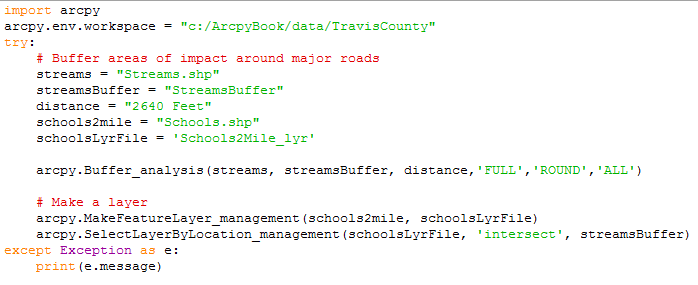 import arcpy
arcpy.env.workspace = "c:/ArcpyBook/data/TravisCounty"
try:
    # Buffer areas of impact around major roads
    streams = "Streams.shp"
    streamsBuffer = "StreamsBuffer"
    distance = "2640 Feet"
    schools2mile = "Schools.shp"
    schoolsLyrFile = 'Schools2Mile_lyr'

    arcpy.Buffer_analysis(streams, streamsBuffer, distance,'FULL','ROUND','ALL')

    # Make a layer
    arcpy.MakeFeatureLayer_management(schools2mile, schoolsLyrFile)
    arcpy.SelectLayerByLocation_management(schoolsLyrFile, 'intersect', streamsBuffer)
except Exception as e:
    print(e.message)